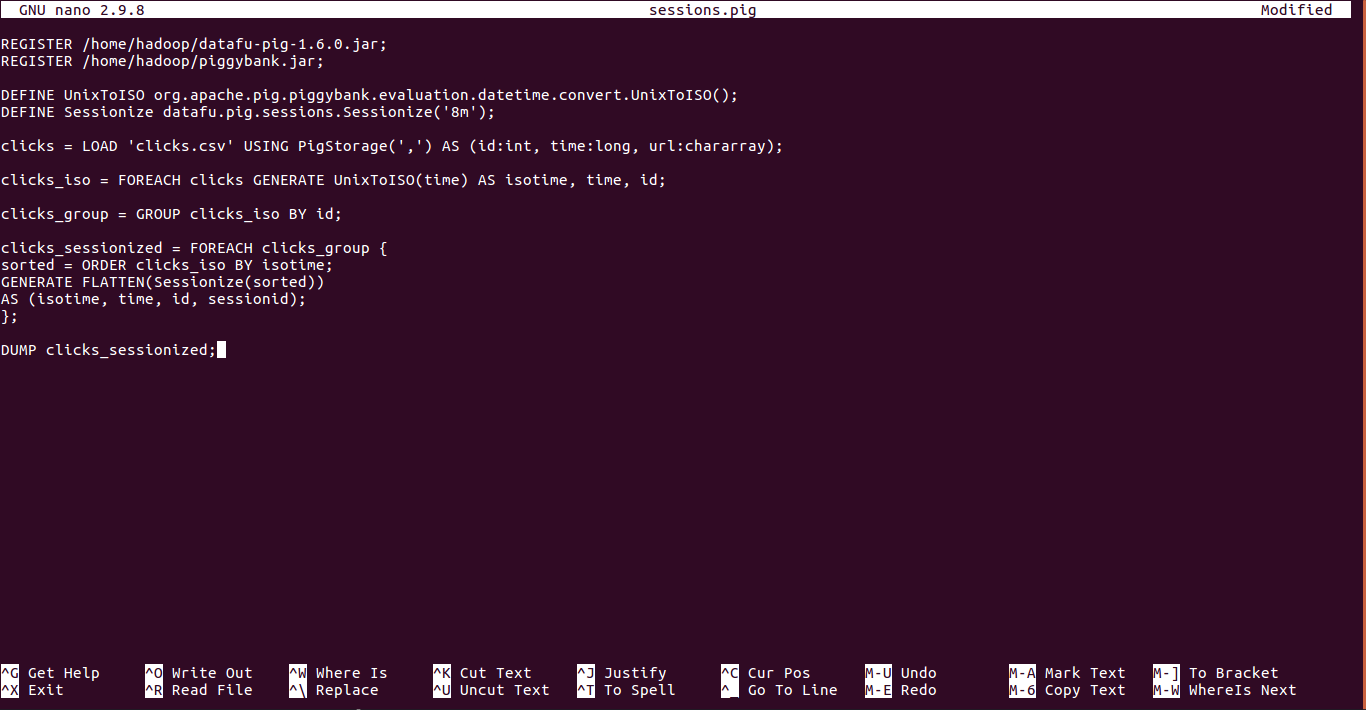 GNU nano 2.9.8 sessions.pig Modified
REGISTER /home/hadoop/datafu-pig-1.6.0.jar;
REGISTER /home/hadoop/piggybank.jar;
DEFINE UnixToISO org.apache.pig.piggybank.evaluation.datetime.convert.UnixToISO();
DEFINE Sessionize datafu.pig.sessions.Sessionize('8m');
clicks = LOAD 'clicks.csv' USING PigStorage(',') AS (id:int, time:long, url:chararray);
clicks_iso = FOREACH clicks GENERATE UnixToISO(time) AS isotime, time, id;
clicks_group = GROUP clicks_iso BY id;
clicks_sessionized = FOREACH clicks_group {
sorted = ORDER clicks_iso BY isotime;
GENERATE FLATTEN(Sessionize(sorted))
AS (isotime, time, id, sessionid);
};
DUMP clicks_sessionized;
^G Get Help ^O Write Out ^W Where Is ^K Cut Text ^J Justify ^C Cur Pos M-U Undo M-A Mark Text M-] To Bracket
^X Exit ^R Read File ^\ Replace ^U Uncut Text ^T To Spell ^_ Go To Line M-E Redo M-6 Copy Text M-W WhereIs Next